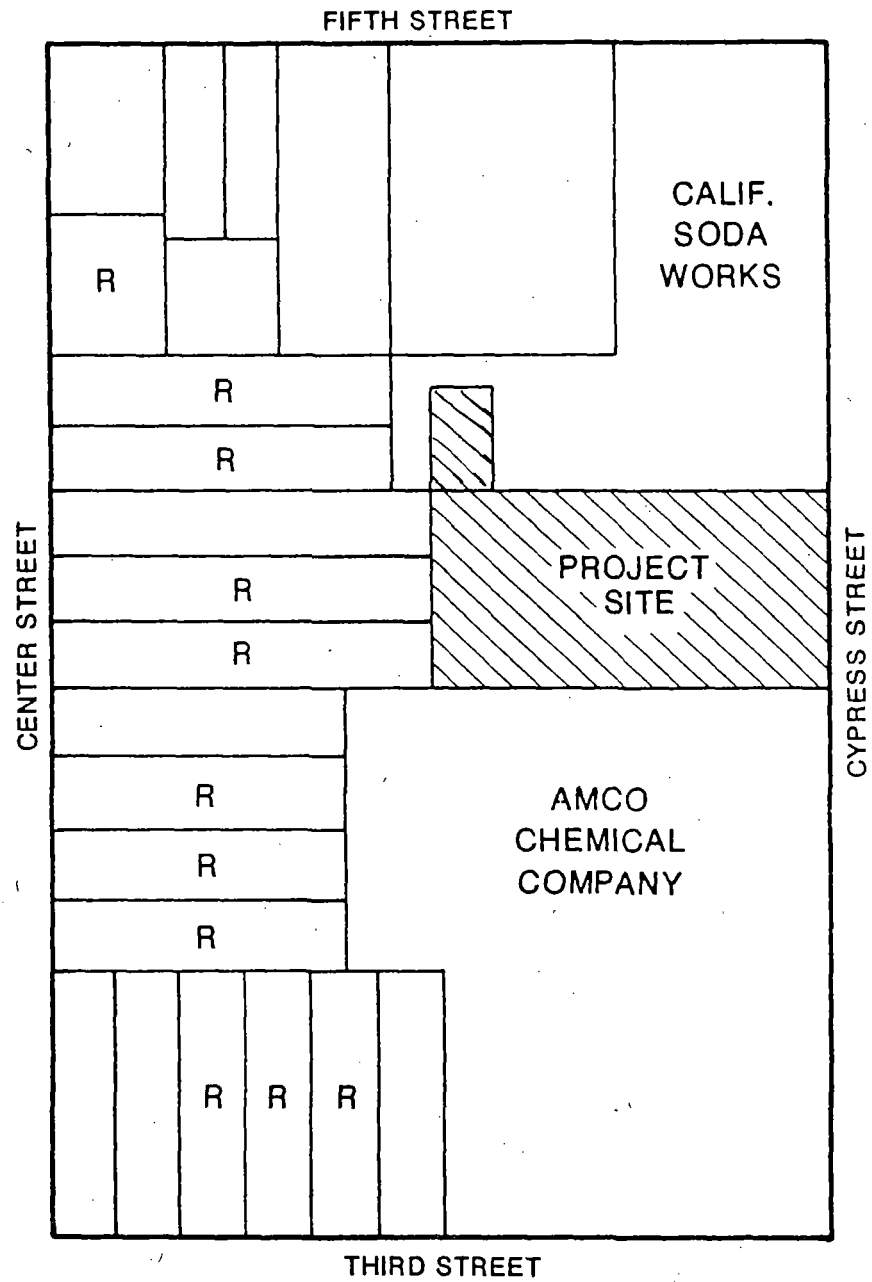 FIFTH STREET
CALIF.
SODA
WORKS
R
R
R
CENTER STREET
PROJECT
SITE
CYPRESS STREET
R
R
R
AMCO
CHEMICAL
COMPANY
R
R
R R R
THIRD STREET